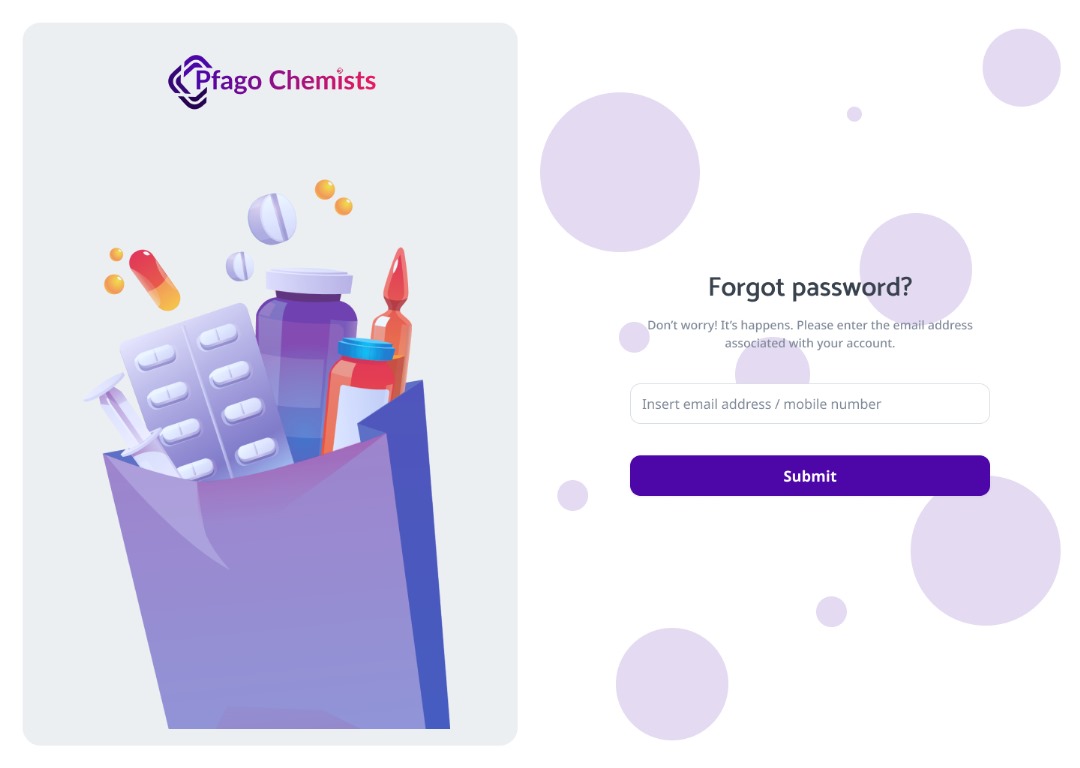 Pfago Chemists
Forgot password?
Don’t worry! It’s happens. Please enter the email address
associated with your account.
Insert email address / mobile number
Submit